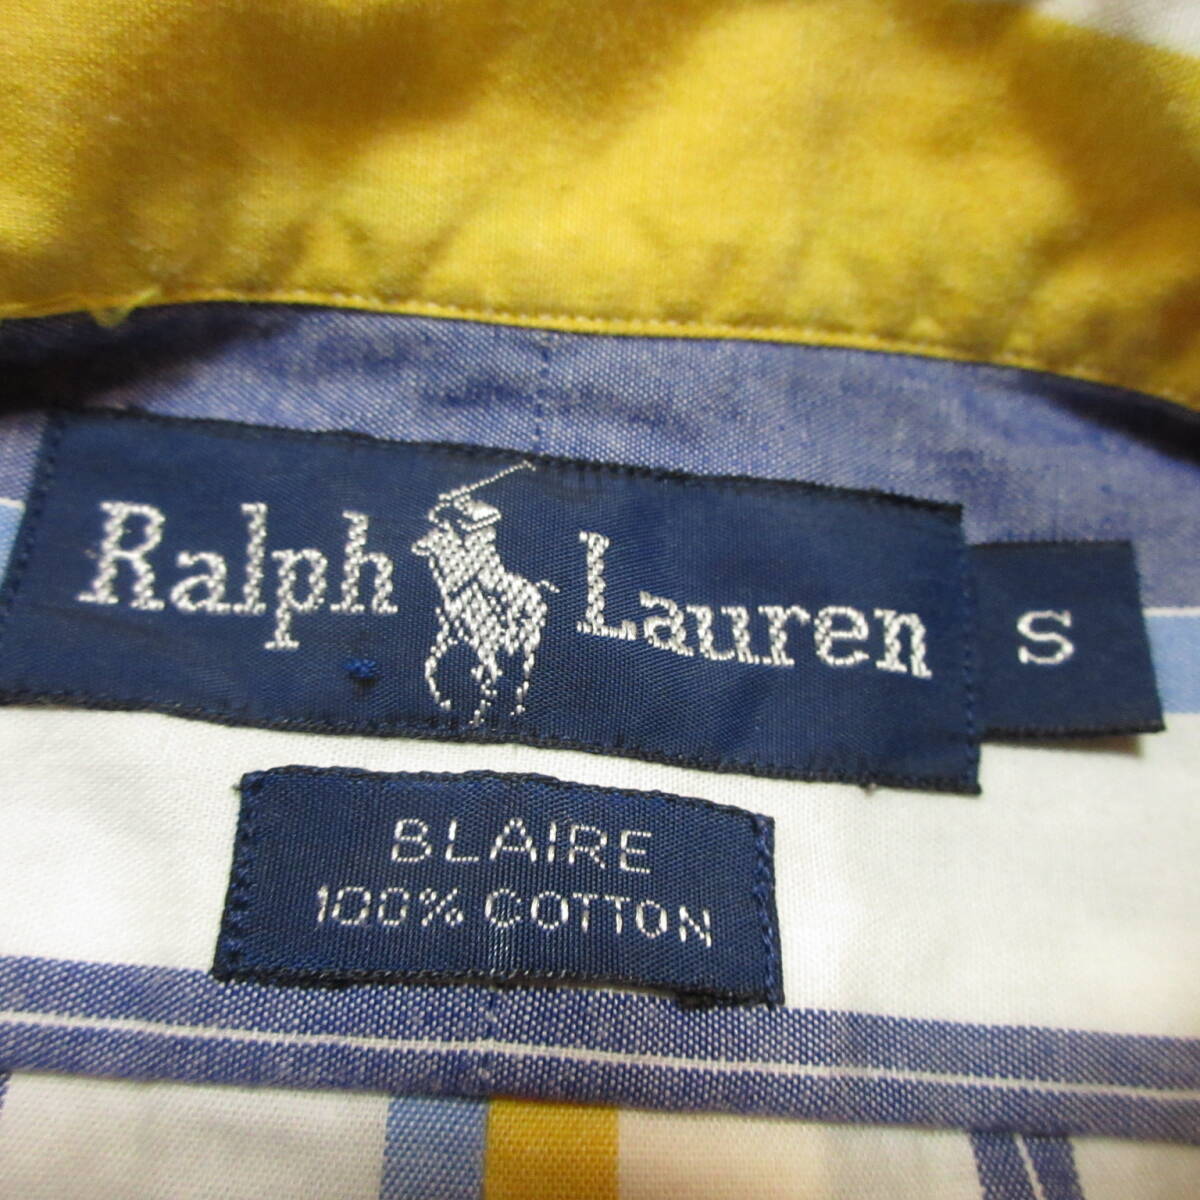 Ralph Lauren
S
BLAIRE
100% COTTON